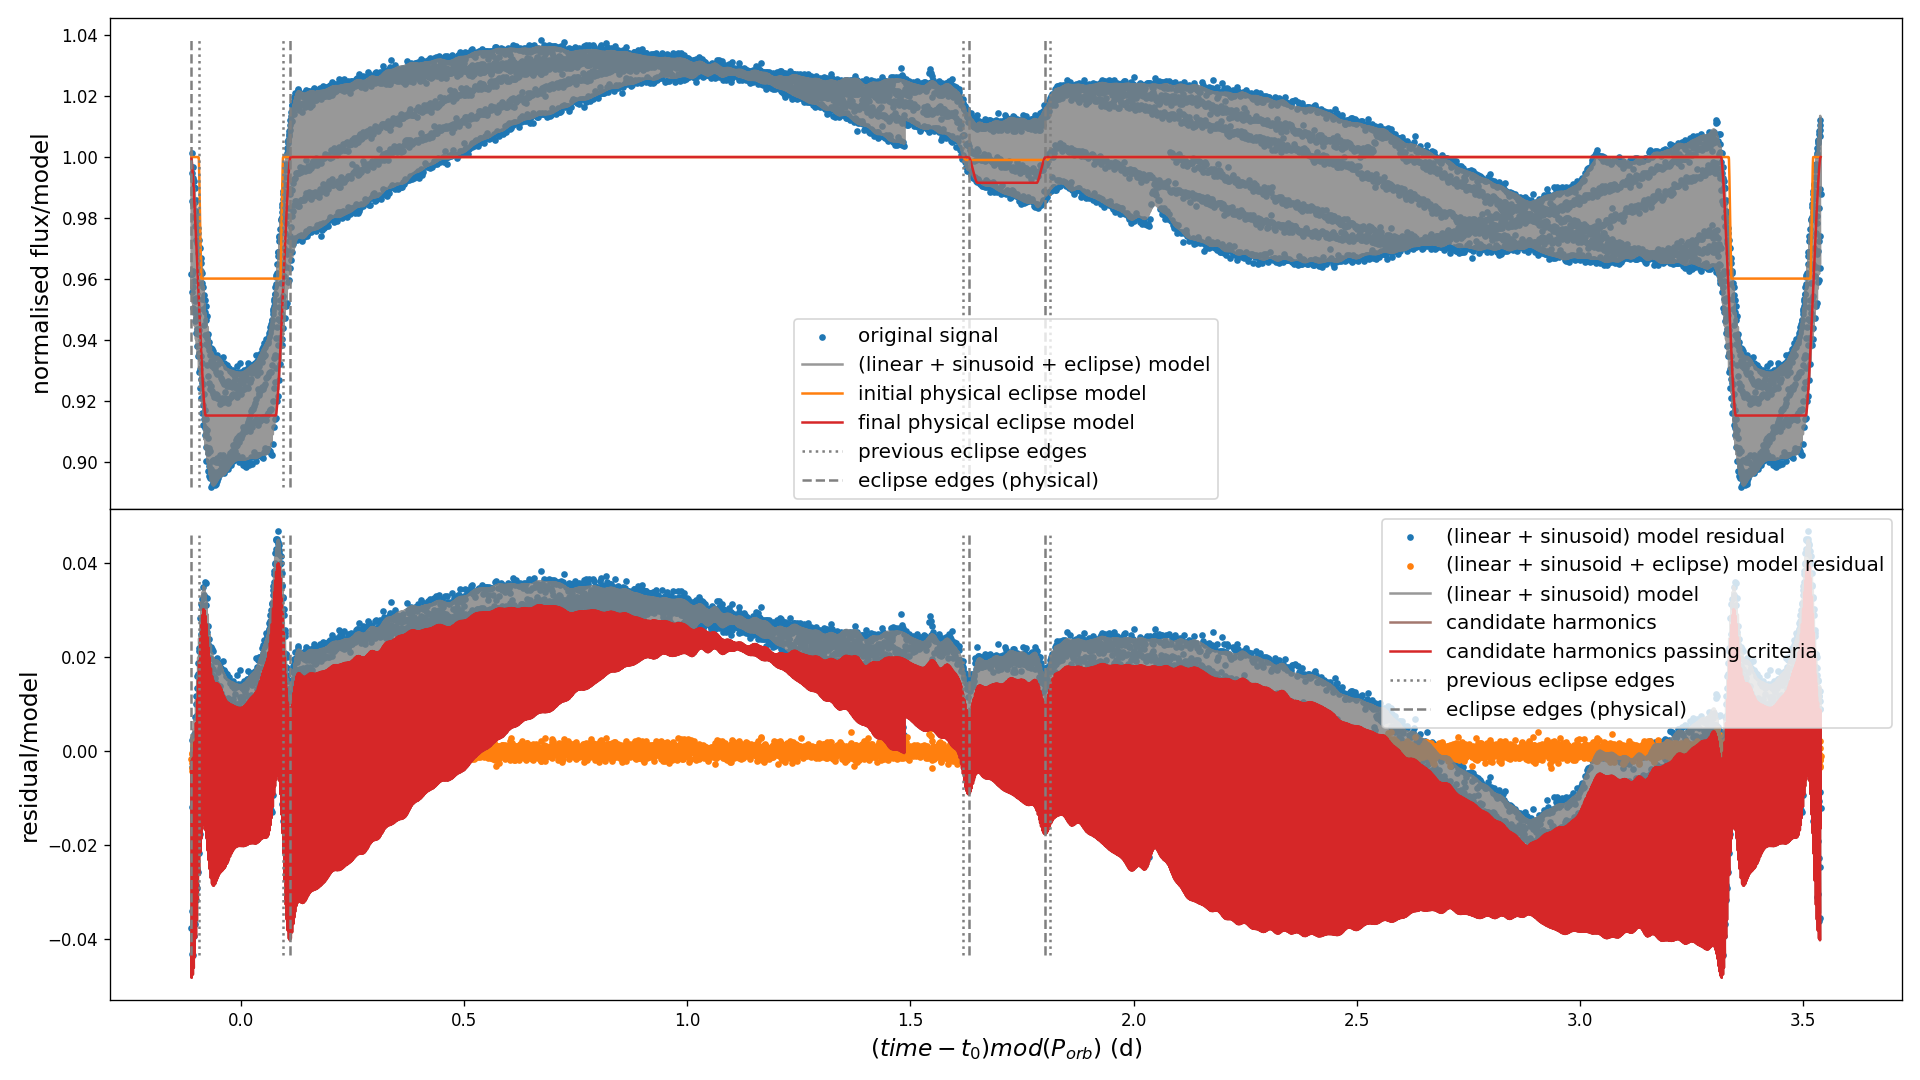 1.04
1.02
1.00
0.98
0.96
0.94
0.92
0.90
normalised flux/model
original signal
(linear + sinusoid + eclipse) model
initial physical eclipse model
final physical eclipse model
previous eclipse edges
eclipse edges (physical)
0.04
0.02
0.00
−0.02
−0.04
residual/model
(linear + sinusoid) model residual
(linear + sinusoid + eclipse) model residual
(linear + sinusoid) model
candidate harmonics
candidate harmonics passing criteria
previous eclipse edges
eclipse edges (physical)
0.0 0.5 1.0 1.5 2.0 2.5 3.0 3.5
(time − t₀)mod(P_orb) (d)